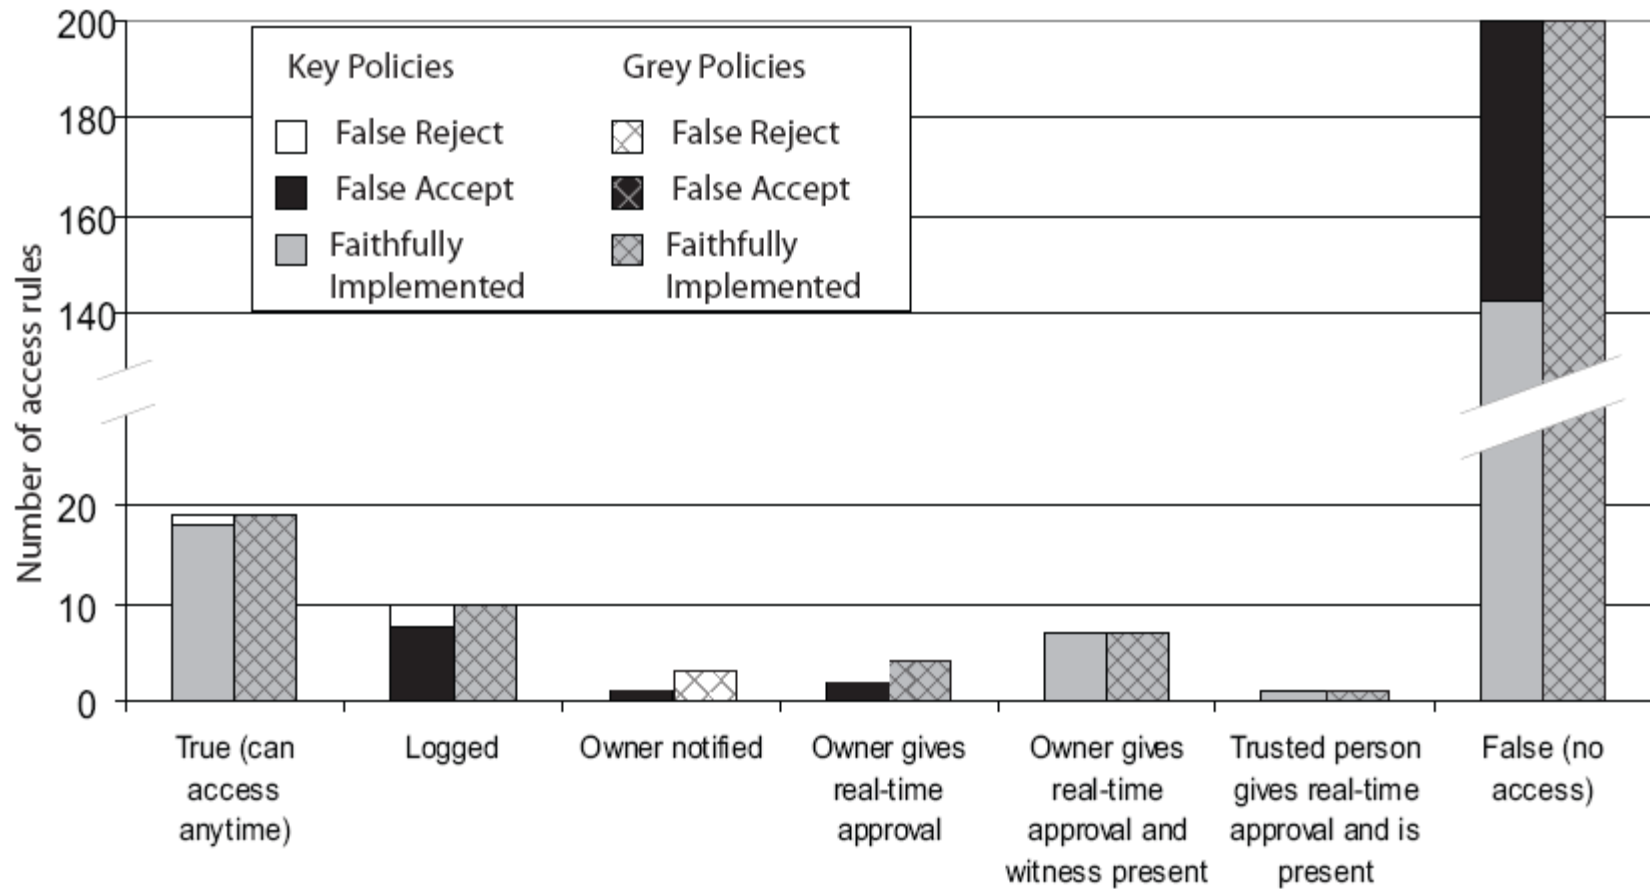 Number of access rules
200
180
160
140
20
10
0
Key Policies
False Reject
False Accept
Faithfully
Implemented
Grey Policies
False Reject
False Accept
Faithfully
Implemented
True (can
access
anytime)
Logged
Owner notified
Owner gives
real-time
approval
Owner gives
real-time
approval and
witness present
Trusted person
gives real-time
approval and is
present
False (no
access)